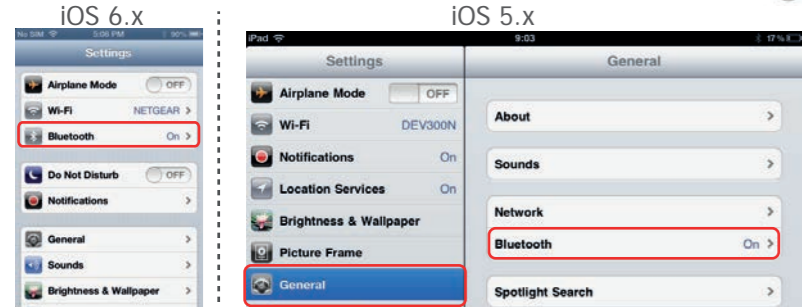 iOS 6.x
iOS 5.x
No SIM 5:06 PM 90%
Settings
Airplane Mode OFF
Wi-Fi NETGEAR
Bluetooth On
Do Not Disturb OFF
Notifications
General
Sounds
Brightness & Wallpaper
iPad 9:03 17%
Settings
Airplane Mode OFF
Wi-Fi DEV300N
Notifications On
Location Services On
Brightness & Wallpaper
Picture Frame
General
General
About
Sounds
Network
Bluetooth On
Spotlight Search